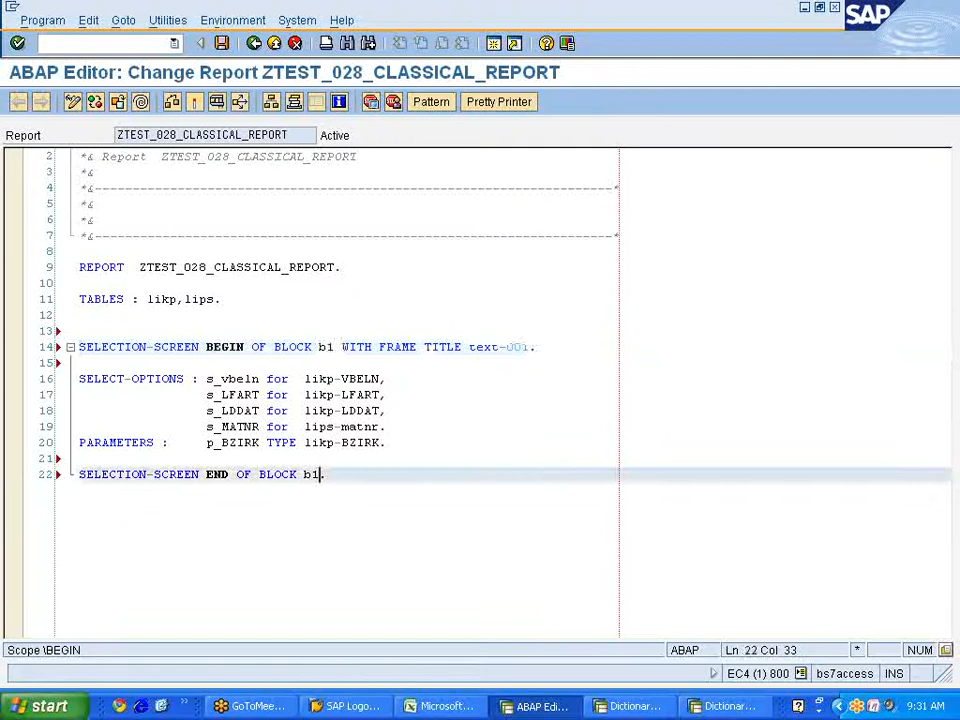 Program Edit Goto Utilities Environment System Help
SAP
ABAP Editor: Change Report ZTEST_028_CLASSICAL_REPORT
Pattern Pretty Printer
Report ZTEST_028_CLASSICAL_REPORT Active
2 *& Report  ZTEST_028_CLASSICAL_REPORT
3 *&
4 *&---------------------------------------------------------------------*
5 *&
6 *&
7 *&---------------------------------------------------------------------*
8
9 REPORT  ZTEST_028_CLASSICAL_REPORT.
10
11 TABLES : likp,lips.
12
13
14 SELECTION-SCREEN BEGIN OF BLOCK b1 WITH FRAME TITLE text-001.
15
16 SELECT-OPTIONS : s_vbeln for  likp-VBELN,
17 s_LFART for  likp-LFART,
18 s_LDDAT for  likp-LDDAT,
19 s_MATNR for  lips-matnr.
20 PARAMETERS :     p_BZIRK TYPE likp-BZIRK.
21
22 SELECTION-SCREEN END OF BLOCK b1.
Scope \BEGIN ABAP Ln 22 Col 33 * NUM
EC4 (1) 800 bs7access INS
start GoToMee... SAP Logo... Microsoft... ABAP Edi... Dictionar... Dictionar... 9:31 AM